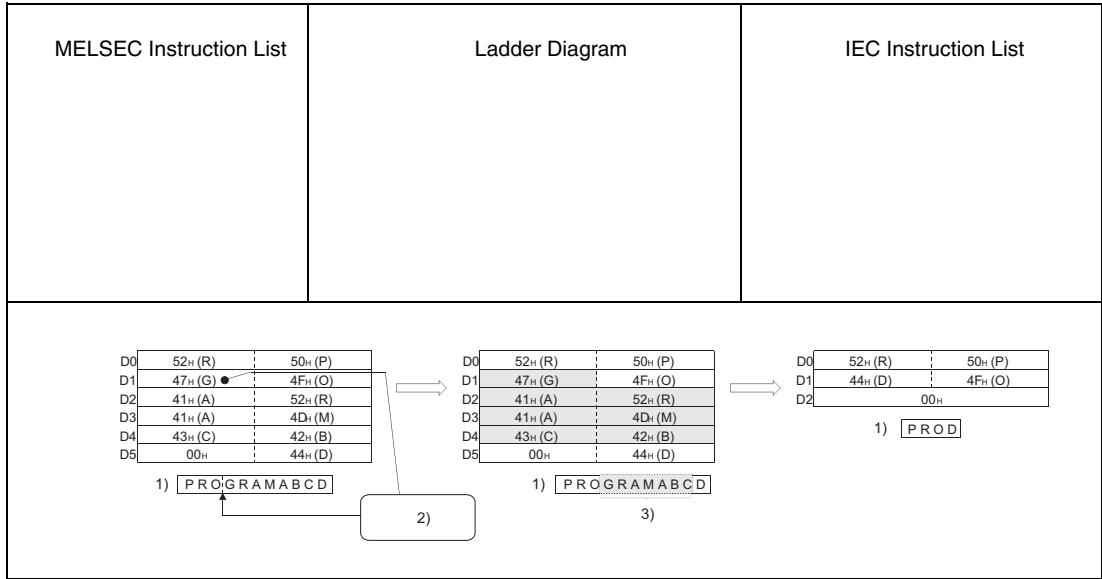 MELSEC Instruction List
Ladder Diagram
IEC Instruction List
D0 52H (R) 50H (P)
D1 47H (G) 4FH (O)
D2 41H (A) 52H (R)
D3 41H (A) 4DH (M)
D4 43H (C) 42H (B)
D5 00H 44H (D)
1) PROGRAMABCD
2)
D0 52H (R) 50H (P)
D1 47H (G) 4FH (O)
D2 41H (A) 52H (R)
D3 41H (A) 4DH (M)
D4 43H (C) 42H (B)
D5 00H 44H (D)
1) PROGRAMABCD
3)
D0 52H (R) 50H (P)
D1 44H (D) 4FH (O)
D2 00H
1) PROD